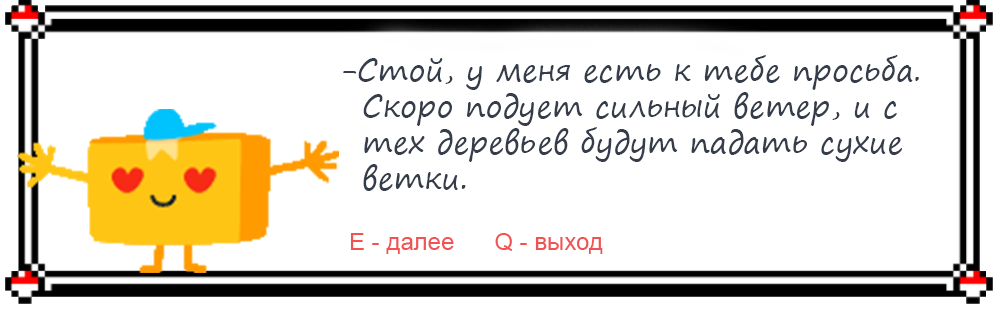 -Стой, у меня есть к тебе просьба.
Скоро подует сильный ветер, и с
тех деревьев будут падать сухие
ветки.
E - далее Q - выход